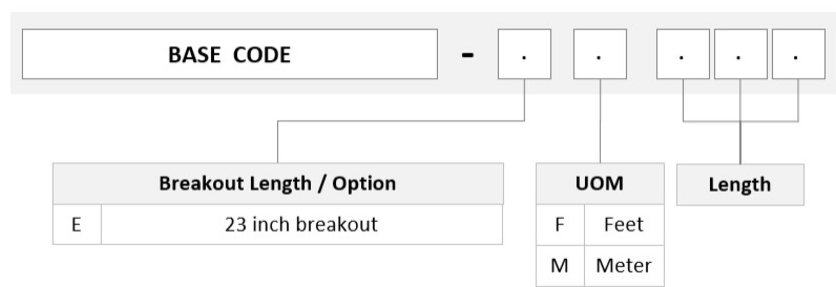 BASE CODE - . . . . .
Breakout Length / Option UOM Length
E 23 inch breakout F Feet
M Meter